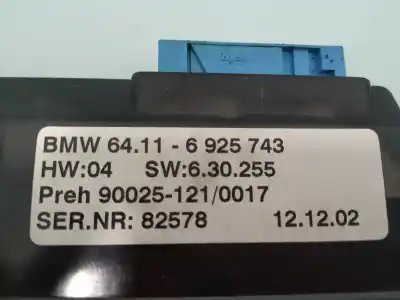 BMW 64.11 - 6 925 743
HW:04 SW:6.30.255
Preh 90025-121/0017
SER.NR: 82578 12.12.02